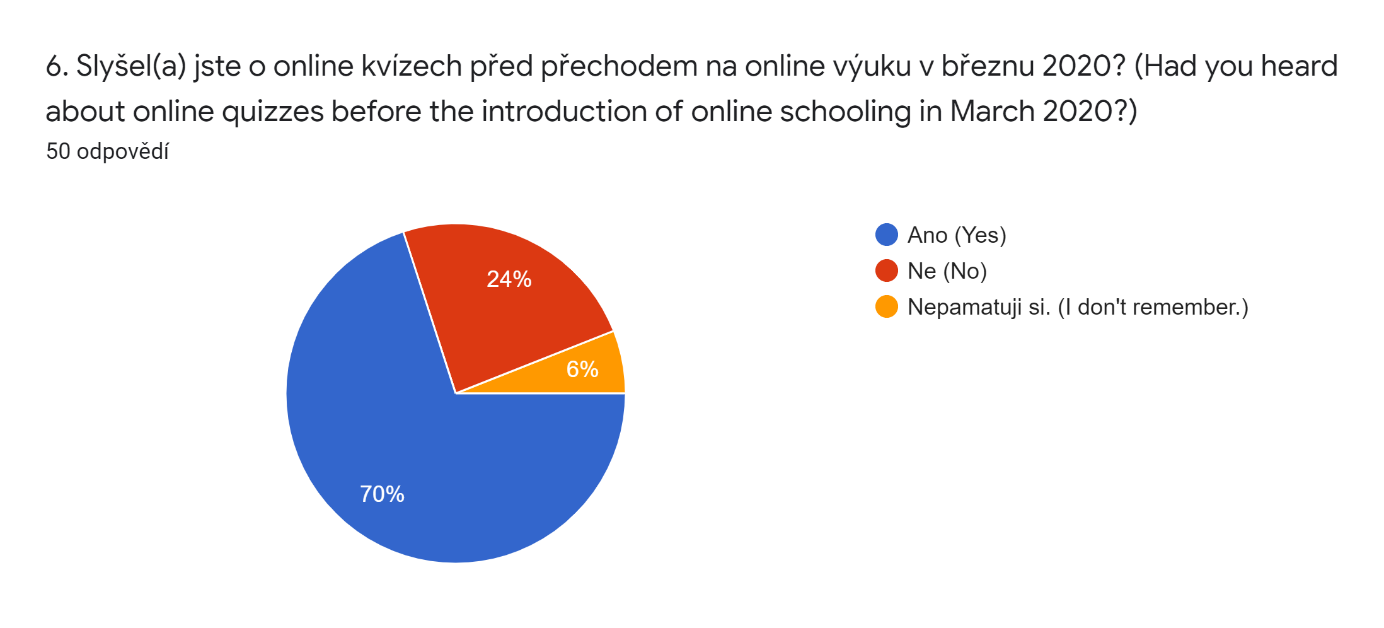 6. Slyšel(a) jste o online kvízech před přechodem na online výuku v březnu 2020? (Had you heard
about online quizzes before the introduction of online schooling in March 2020?)
50 odpovědí
Ano (Yes)
Ne (No)
Nepamatuji si. (I don't remember.)
24%
6%
70%